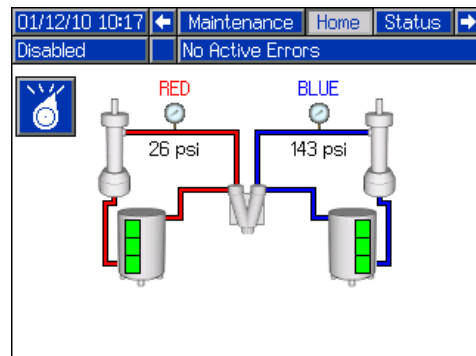 01/12/10 10:17 Maintenance Home Status
Disabled No Active Errors
RED BLUE
26 psi 143 psi